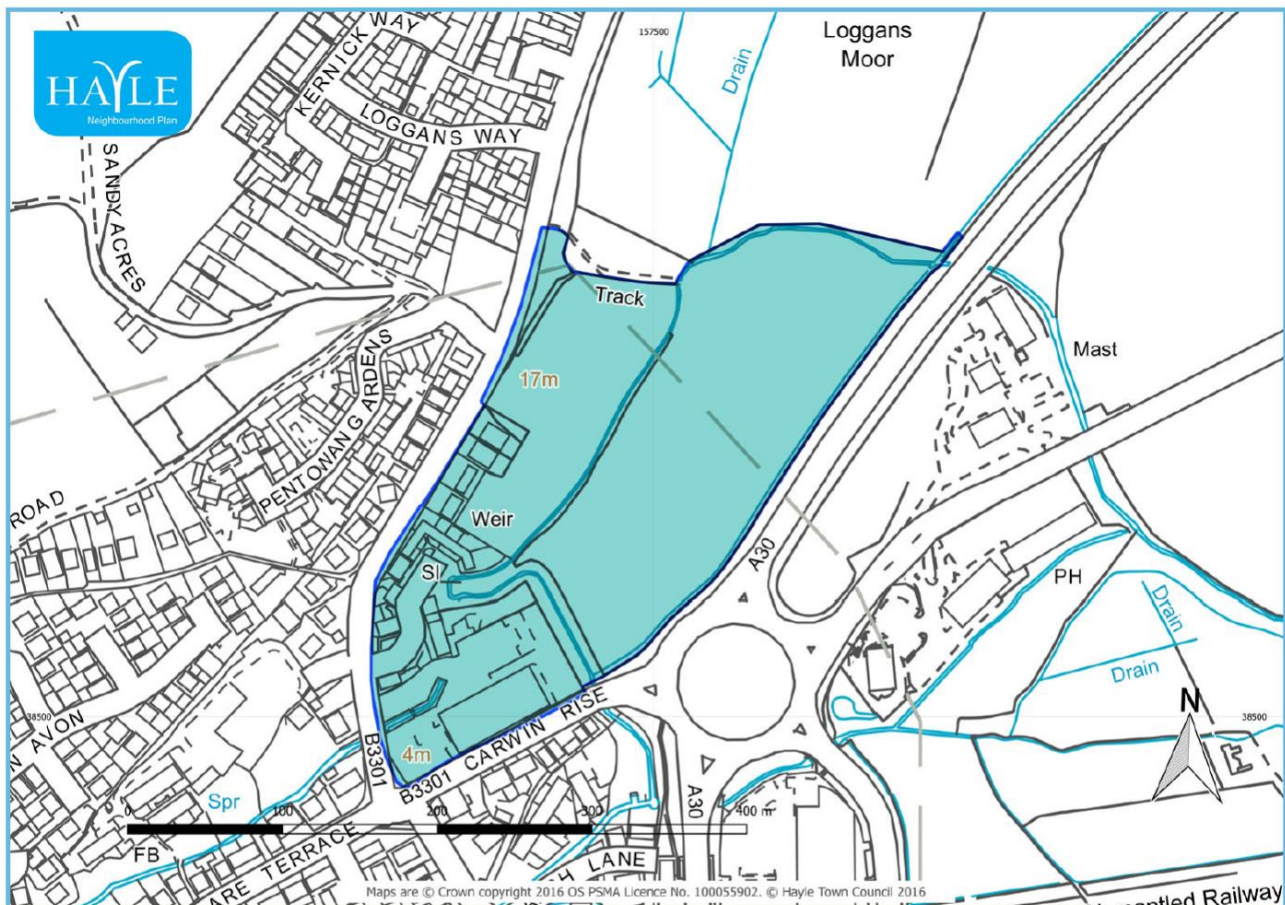 HAYLE
Neighbourhood Plan
KERNICK WAY
LOGGANS WAY
157500
Drain
Loggans
Moor
SANDY ACRES
Track
17m
Mast
PENTOWAN GARDENS
ROAD
Weir
Sl
A30
PH
Drain
Drain
N
38500
38500
AVON
B3301
4m
B3301 CARWIN RISE
Spr
A30
0
100
200
300
400 m
FB
TERRACE
LANE
Maps are © Crown copyright 2016 OS PSMA Licence No. 100055902. © Hayle Town Council 2016
Railway